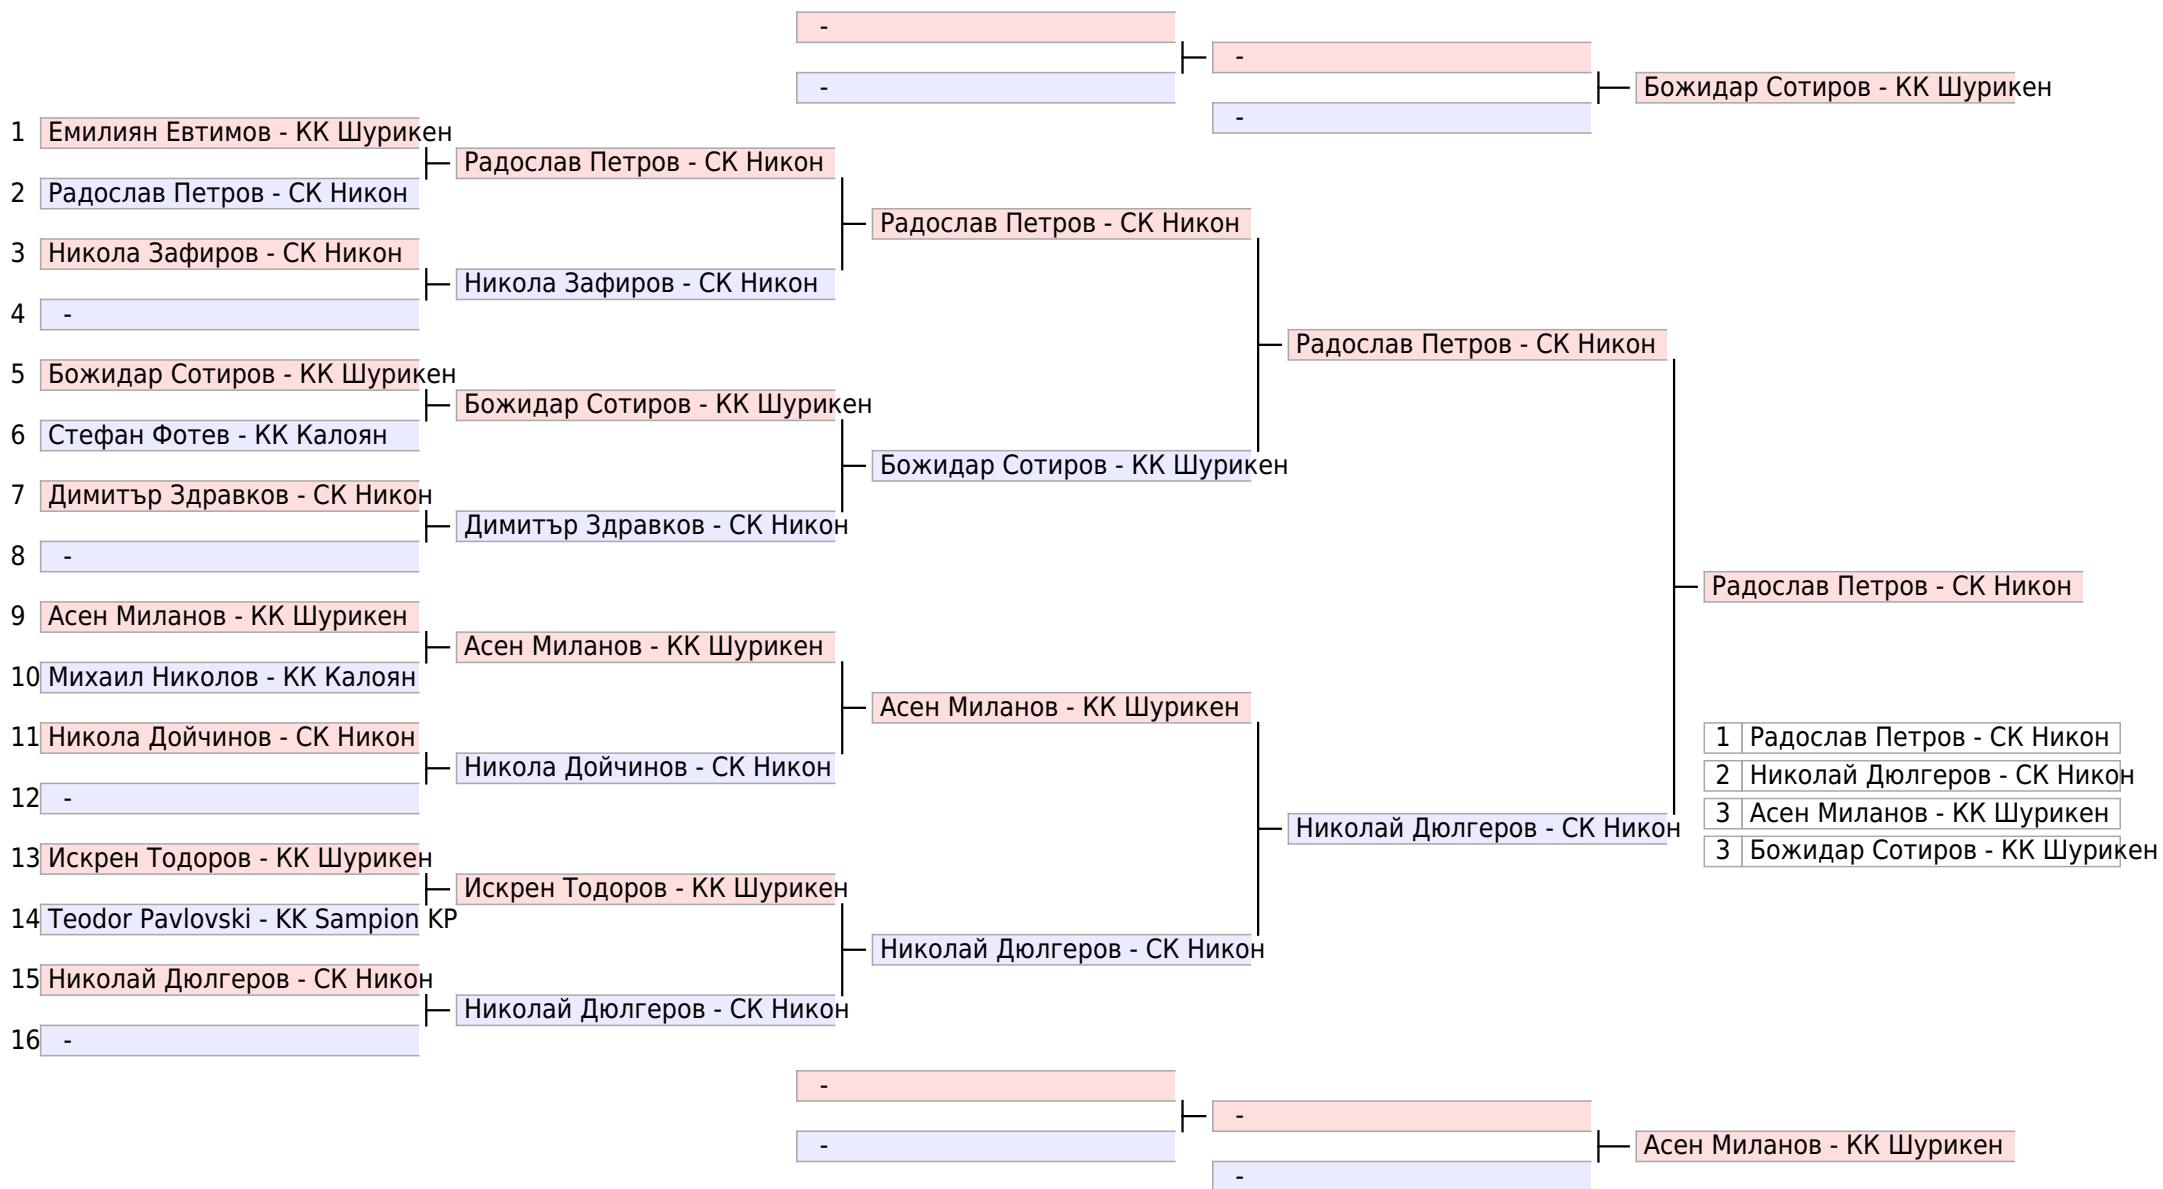 -
-
-
-
Божидар Сотиров - КК Шурикен
1 Емилиян Евтимов - КК Шурикен
2 Радослав Петров - СК Никон
3 Никола Зафиров - СК Никон
4 -
5 Божидар Сотиров - КК Шурикен
6 Стефан Фотев - КК Калоян
7 Димитър Здравков - СК Никон
8 -
9 Асен Миланов - КК Шурикен
10 Михаил Николов - КК Калоян
11 Никола Дойчинов - СК Никон
12 -
13 Искрен Тодоров - КК Шурикен
14 Teodor Pavlovski - KK Sampion KP
15 Николай Дюлгеров - СК Никон
16 -
Радослав Петров - СК Никон
Никола Зафиров - СК Никон
Божидар Сотиров - КК Шурикен
Димитър Здравков - СК Никон
Асен Миланов - КК Шурикен
Никола Дойчинов - СК Никон
Искрен Тодоров - КК Шурикен
Николай Дюлгеров - СК Никон
Радослав Петров - СК Никон
Божидар Сотиров - КК Шурикен
Асен Миланов - КК Шурикен
Николай Дюлгеров - СК Никон
Радослав Петров - СК Никон
Николай Дюлгеров - СК Никон
Радослав Петров - СК Никон
1 Радослав Петров - СК Никон
2 Николай Дюлгеров - СК Никон
3 Асен Миланов - КК Шурикен
3 Божидар Сотиров - КК Шурикен
-
-
-
-
Асен Миланов - КК Шурикен